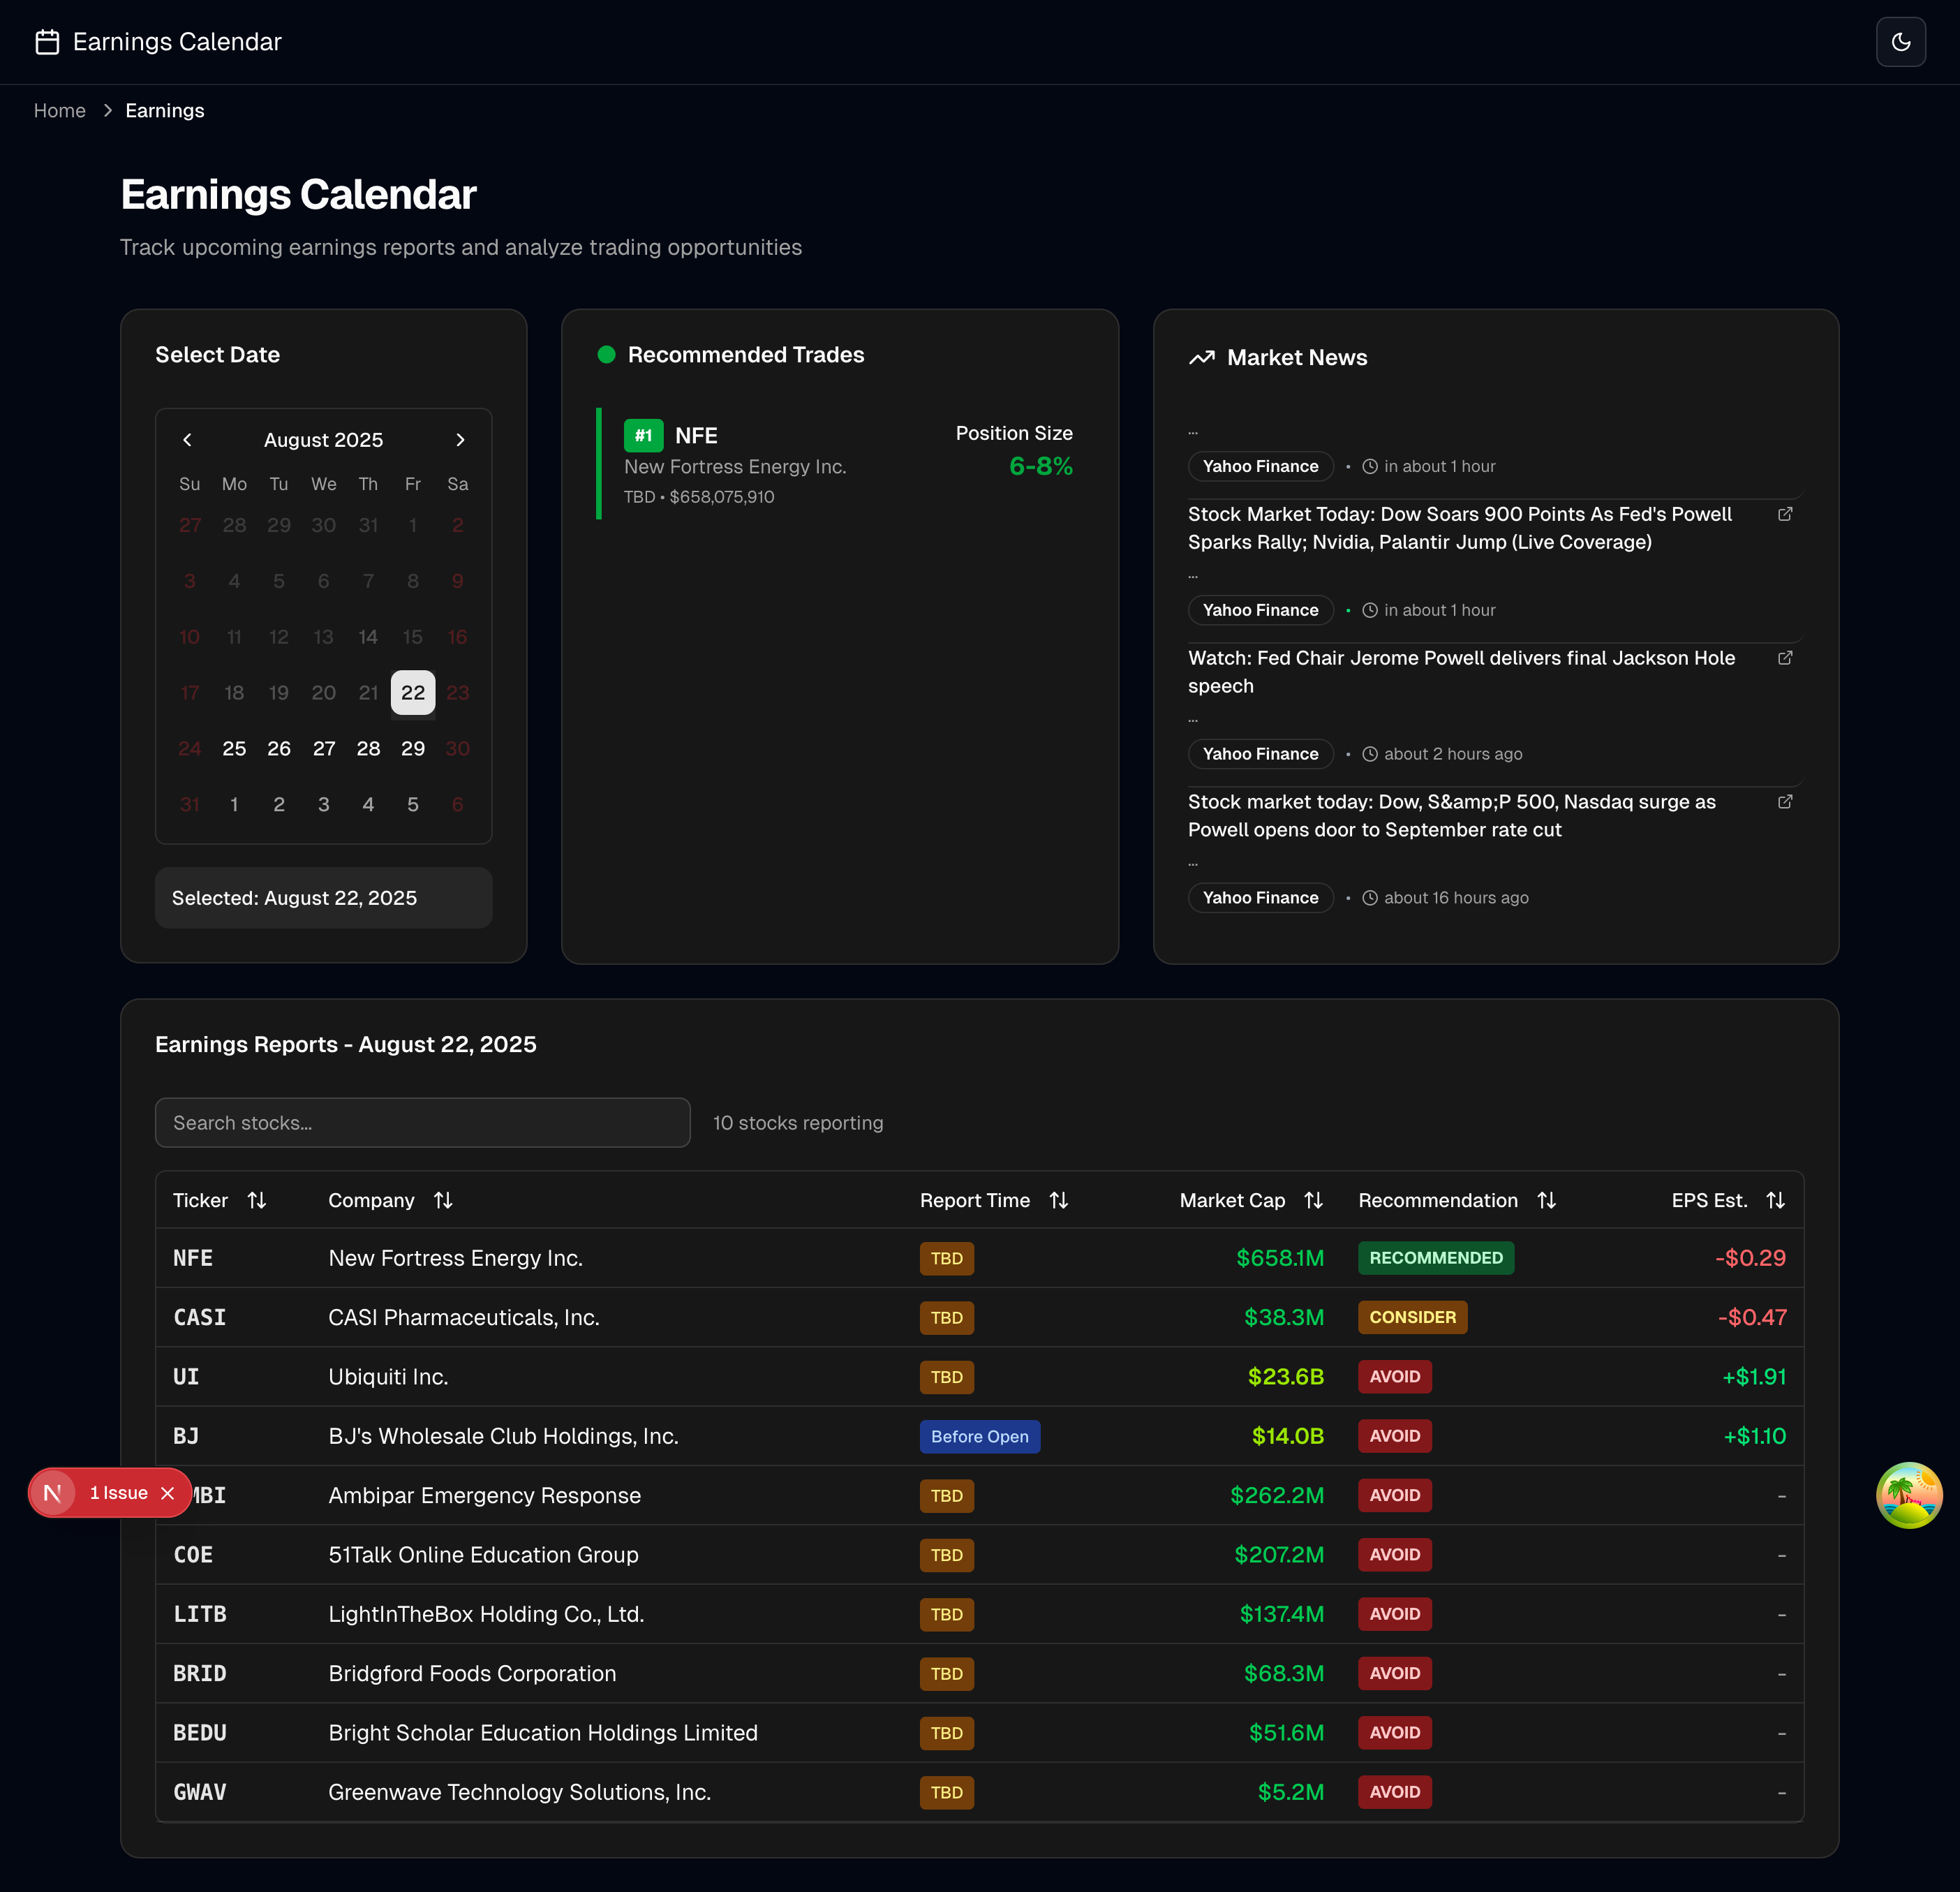 Earnings Calendar
Home > Earnings
Earnings Calendar
Track upcoming earnings reports and analyze trading opportunities
Select Date
August 2025
Su Mo Tu We Th Fr Sa
27 28 29 30 31 1 2
3 4 5 6 7 8 9
10 11 12 13 14 15 16
17 18 19 20 21 22 23
24 25 26 27 28 29 30
31 1 2 3 4 5 6
Selected: August 22, 2025
Recommended Trades
#1 NFE
New Fortress Energy Inc.
TBD • $658,075,910
Position Size
6-8%
Market News
...
Yahoo Finance • in about 1 hour
Stock Market Today: Dow Soars 900 Points As Fed's Powell
Sparks Rally; Nvidia, Palantir Jump (Live Coverage)
...
Yahoo Finance • in about 1 hour
Watch: Fed Chair Jerome Powell delivers final Jackson Hole
speech
...
Yahoo Finance • about 2 hours ago
Stock market today: Dow, S&amp;P 500, Nasdaq surge as
Powell opens door to September rate cut
...
Yahoo Finance • about 16 hours ago
Earnings Reports - August 22, 2025
Search stocks... 10 stocks reporting
Ticker Company Report Time Market Cap Recommendation EPS Est.
NFE New Fortress Energy Inc. TBD $658.1M RECOMMENDED -$0.29
CASI CASI Pharmaceuticals, Inc. TBD $38.3M CONSIDER -$0.47
UI Ubiquiti Inc. TBD $23.6B AVOID +$1.91
BJ BJ's Wholesale Club Holdings, Inc. Before Open $14.0B AVOID +$1.10
N 1 Issue
MBI Ambipar Emergency Response TBD $262.2M AVOID -
COE 51Talk Online Education Group TBD $207.2M AVOID -
LITB LightInTheBox Holding Co., Ltd. TBD $137.4M AVOID -
BRID Bridgford Foods Corporation TBD $68.3M AVOID -
BEDU Bright Scholar Education Holdings Limited TBD $51.6M AVOID -
GWAV Greenwave Technology Solutions, Inc. TBD $5.2M AVOID -